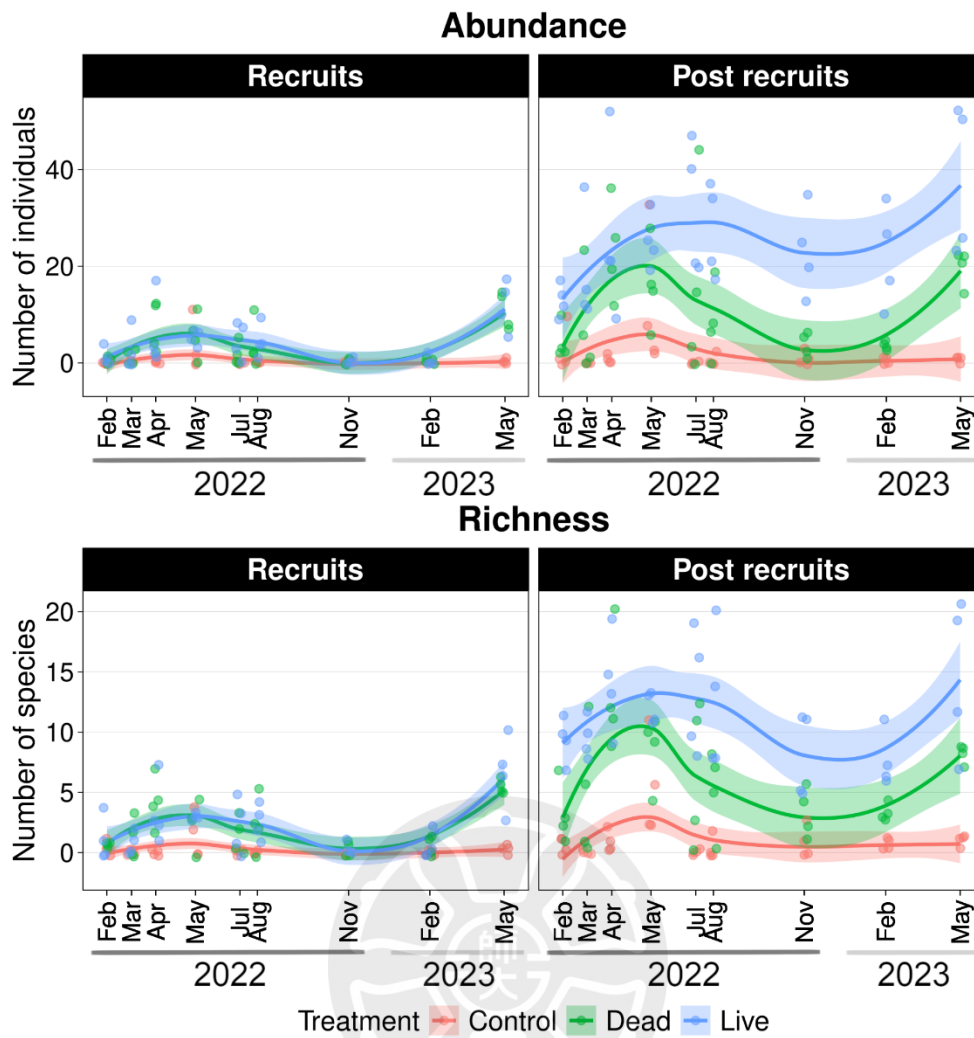 Abundance
Recruits Post recruits
Number of individuals
40
20
0
Feb Mar Apr May Jul Aug Nov Feb May Feb Mar Apr May Jul Aug Nov Feb May
2022 2023 2022 2023
Richness
Recruits Post recruits
Number of species
20
15
10
5
0
Feb Mar Apr May Jul Aug Nov Feb May Feb Mar Apr May Jul Aug Nov Feb May
2022 2023 2022 2023
Treatment Control Dead Live